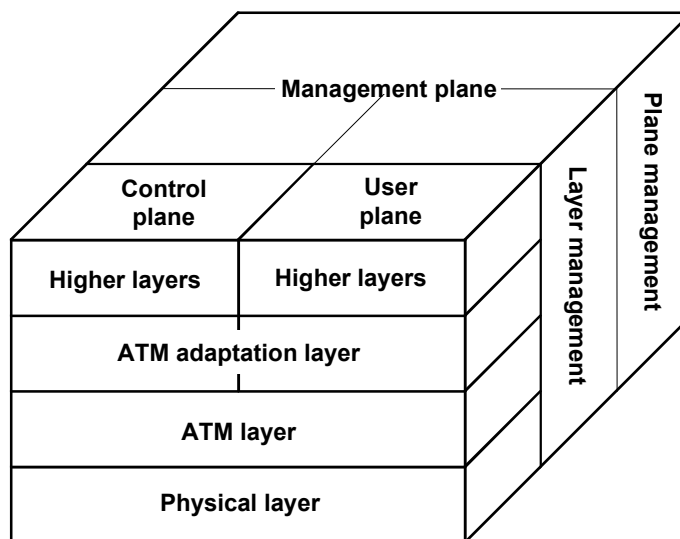 Management plane
Control
plane
User
plane
Higher layers
Higher layers
ATM adaptation layer
ATM layer
Physical layer
Layer management
Plane management